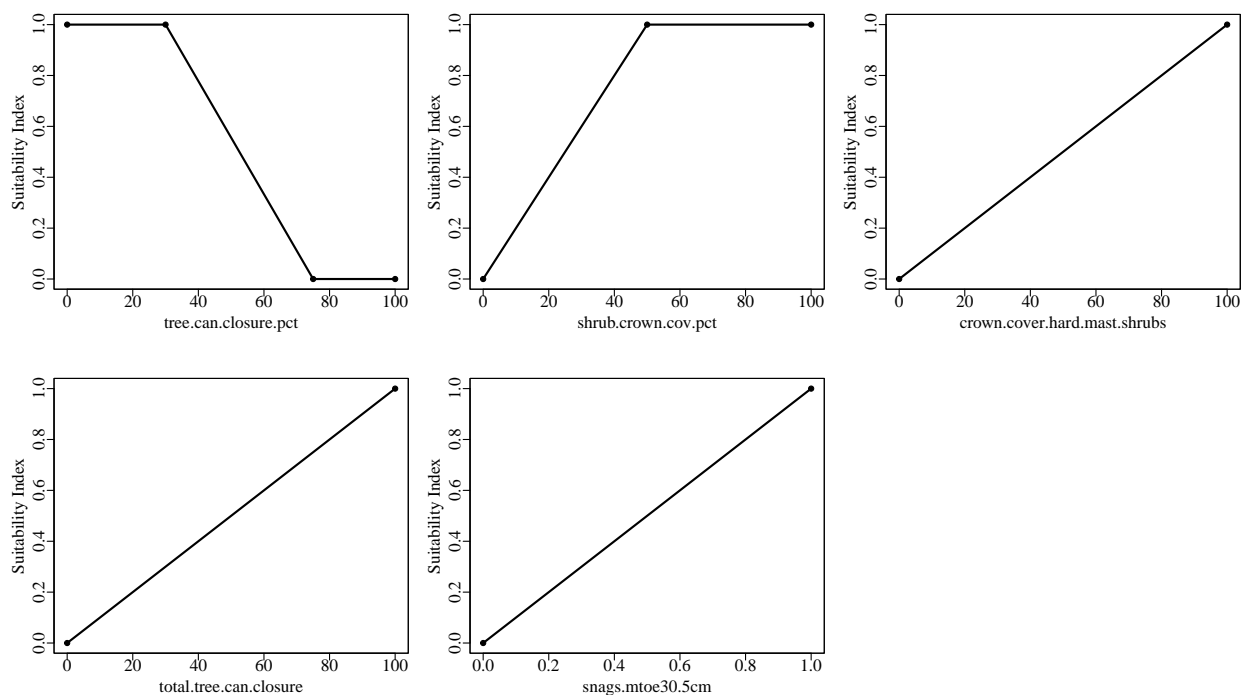 Suitability Index
0.0 0.2 0.4 0.6 0.8 1.0
0 20 40 60 80 100
tree.can.closure.pct
Suitability Index
0.0 0.2 0.4 0.6 0.8 1.0
0 20 40 60 80 100
shrub.crown.cov.pct
Suitability Index
0.0 0.2 0.4 0.6 0.8 1.0
0 20 40 60 80 100
crown.cover.hard.mast.shrubs
Suitability Index
0.0 0.2 0.4 0.6 0.8 1.0
0 20 40 60 80 100
total.tree.can.closure
Suitability Index
0.0 0.2 0.4 0.6 0.8 1.0
0.0 0.2 0.4 0.6 0.8 1.0
snags.mtoe30.5cm